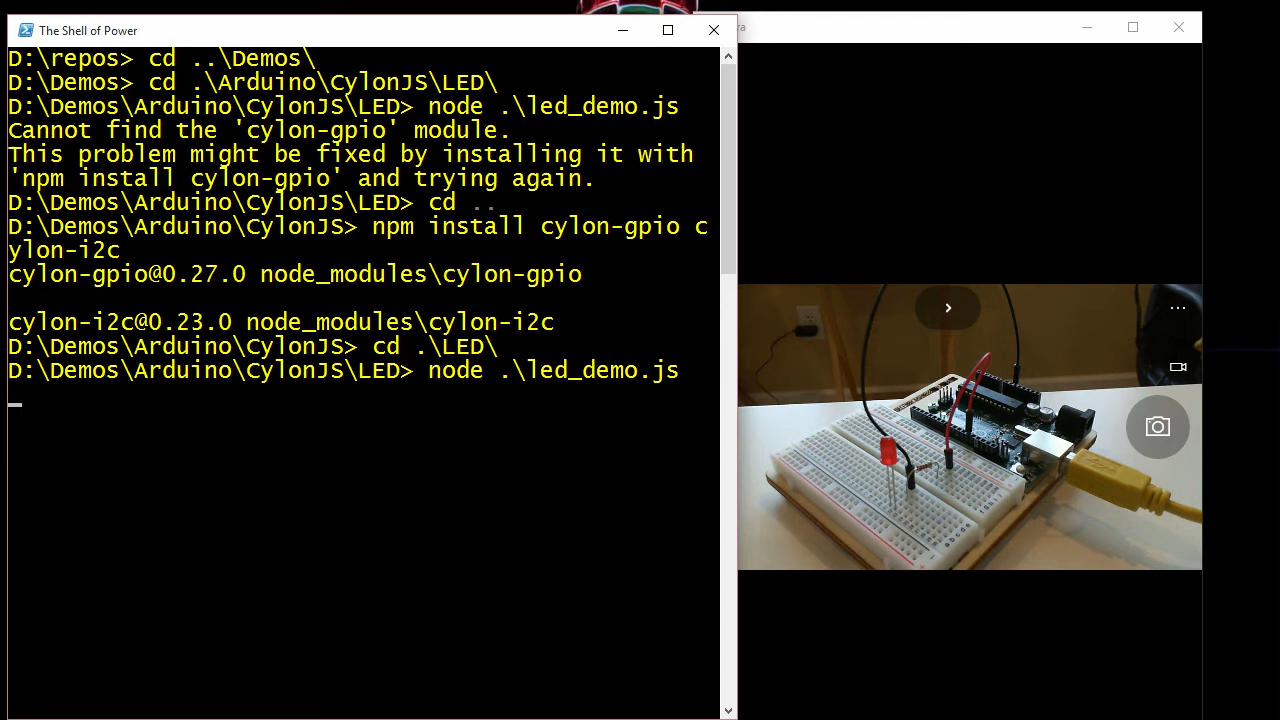 The Shell of Power
D:\repos> cd ..\Demos\
D:\Demos> cd .\Arduino\CylonJS\LED\
D:\Demos\Arduino\CylonJS\LED> node .\led_demo.js
Cannot find the 'cylon-gpio' module.
This problem might be fixed by installing it with
'npm install cylon-gpio' and trying again.
D:\Demos\Arduino\CylonJS\LED> cd ..
D:\Demos\Arduino\CylonJS> npm install cylon-gpio c
ylon-i2c
cylon-gpio@0.27.0 node_modules\cylon-gpio
cylon-i2c@0.23.0 node_modules\cylon-i2c
D:\Demos\Arduino\CylonJS> cd .\LED\
D:\Demos\Arduino\CylonJS\LED> node .\led_demo.js
ra